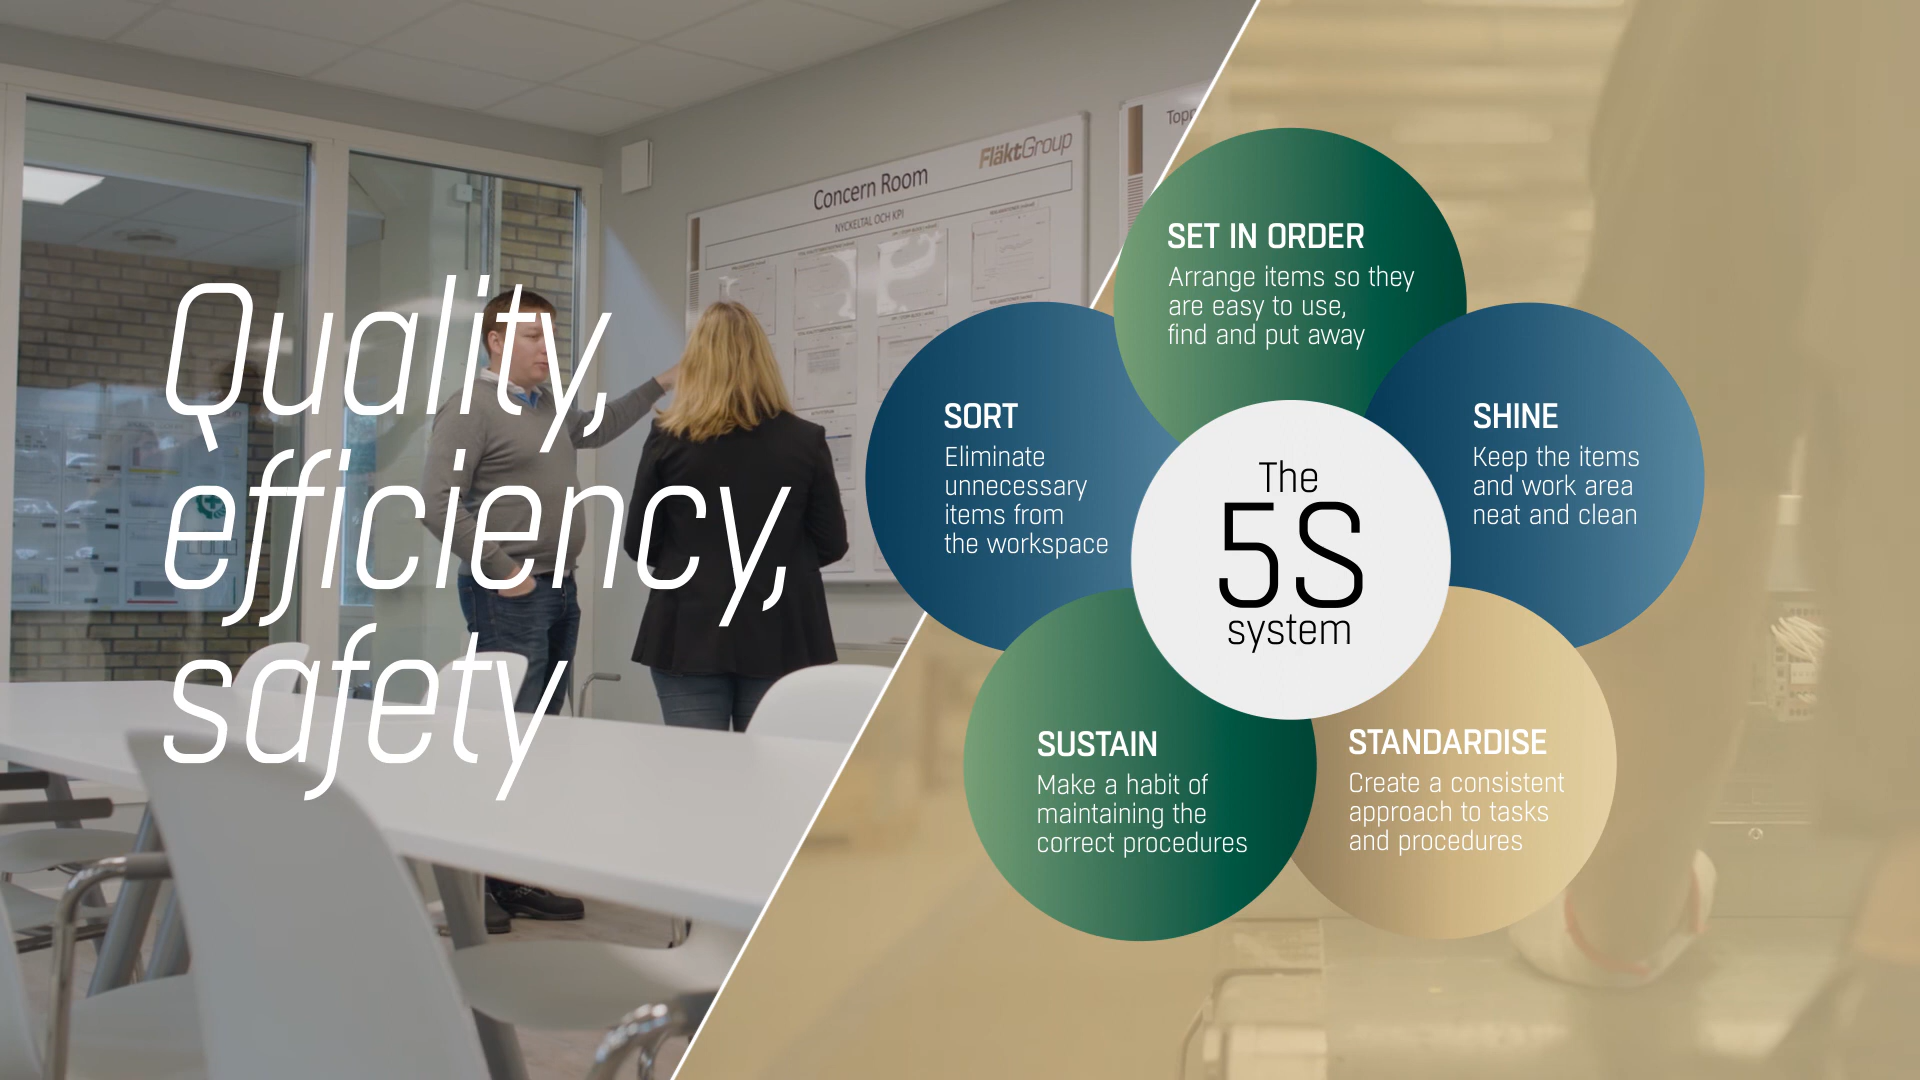 Quality,
efficiency,
safety
FläktGroup
Concern Room
NYCKELTAL OCH KPI
SET IN ORDER
Arrange items so they
are easy to use,
find and put away
SORT
Eliminate
unnecessary
items from
the workspace
SHINE
Keep the items
and work area
neat and clean
The
5S
system
SUSTAIN
Make a habit of
maintaining the
correct procedures
STANDARDISE
Create a consistent
approach to tasks
and procedures